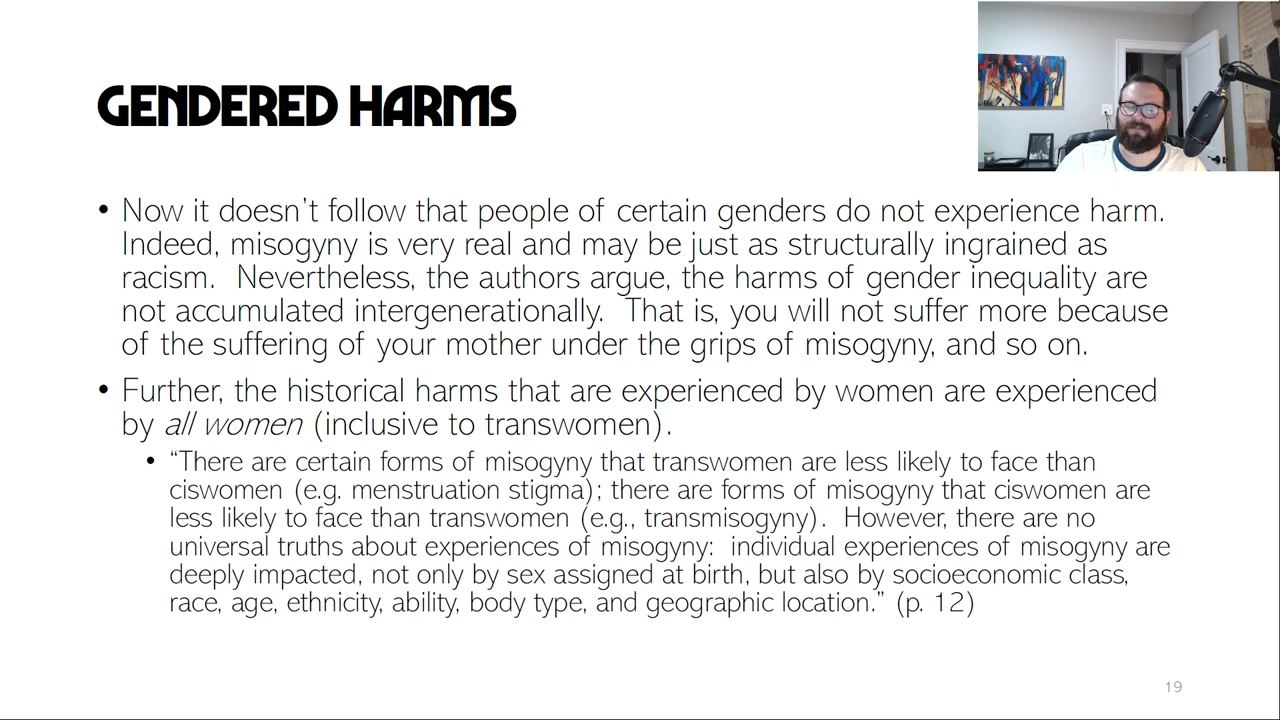 GENDERED HARMS
• Now it doesn't follow that people of certain genders do not experience harm.
Indeed, misogyny is very real and may be just as structurally ingrained as
racism.  Nevertheless, the authors argue, the harms of gender inequality are
not accumulated intergenerationally.  That is, you will not suffer more because
of the suffering of your mother under the grips of misogyny, and so on.
• Further, the historical harms that are experienced by women are experienced
by all women (inclusive to transwomen).
• “There are certain forms of misogyny that transwomen are less likely to face than
ciswomen (e.g. menstruation stigma); there are forms of misogyny that ciswomen are
less likely to face than transwomen (e.g., transmisogyny).  However, there are no
universal truths about experiences of misogyny:  individual experiences of misogyny are
deeply impacted, not only by sex assigned at birth, but also by socioeconomic class,
race, age, ethnicity, ability, body type, and geographic location.” (p. 12)
19